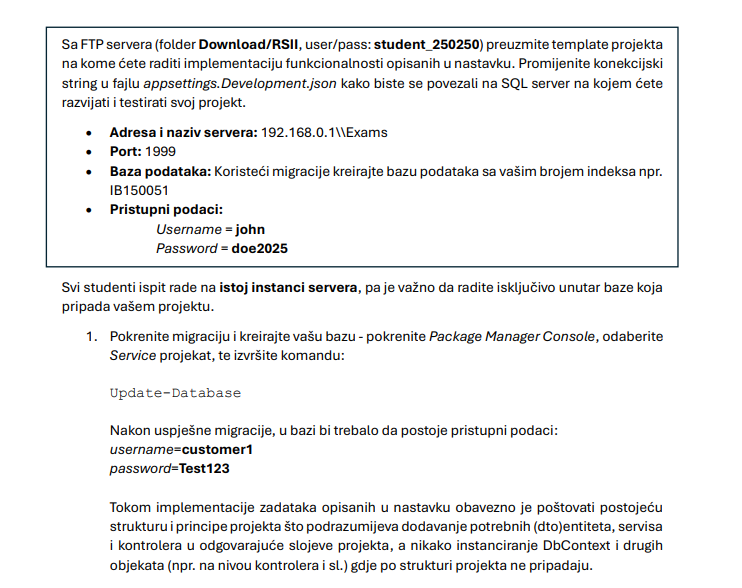 Sa FTP servera (folder Download/RSII, user/pass: student_250250) preuzmite template projekta
na kome ćete raditi implementaciju funkcionalnosti opisanih u nastavku. Promijenite konekcijski
string u fajlu appsettings.Development.json kako biste se povezali na SQL server na kojem ćete
razvijati i testirati svoj projekt.
• Adresa i naziv servera: 192.168.0.1\\Exams
• Port: 1999
• Baza podataka: Koristeći migracije kreirajte bazu podataka sa vašim brojem indeksa npr.
IB150051
• Pristupni podaci:
Username = john
Password = doe2025
Svi studenti ispit rade na istoj instanci servera, pa je važno da radite isključivo unutar baze koja
pripada vašem projektu.
1. Pokrenite migraciju i kreirajte vašu bazu - pokrenite Package Manager Console, odaberite
Service projekat, te izvršite komandu:
Update-Database
Nakon uspješne migracije, u bazi bi trebalo da postoje pristupni podaci:
username=customer1
password=Test123
Tokom implementacije zadataka opisanih u nastavku obavezno je poštovati postojeću
strukturu i principe projekta što podrazumijeva dodavanje potrebnih (dto)entiteta, servisa
i kontrolera u odgovarajuće slojeve projekta, a nikako instanciranje DbContext i drugih
objekata (npr. na nivou kontrolera i sl.) gdje po strukturi projekta ne pripadaju.